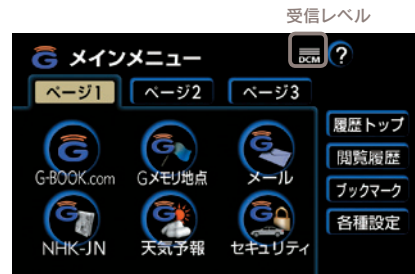 受信レベル
G メインメニュー DCM ?
ページ1 ページ2 ページ3
履歴トップ
G-BOOK.com Gメモリ地点 メール
閲覧履歴
ブックマーク
NHK-JN 天気予報 セキュリティ
各種設定